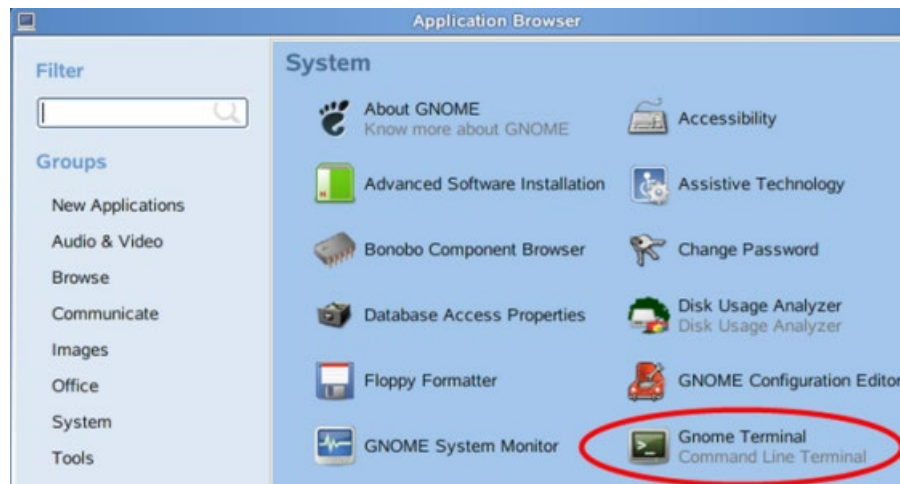 Application Browser
Filter
Groups
New Applications
Audio & Video
Browse
Communicate
Images
Office
System
Tools
System
About GNOME
Know more about GNOME
Accessibility
Advanced Software Installation
Assistive Technology
Bonobo Component Browser
Change Password
Database Access Properties
Disk Usage Analyzer
Disk Usage Analyzer
Floppy Formatter
GNOME Configuration Editor
GNOME System Monitor
Gnome Terminal
Command Line Terminal